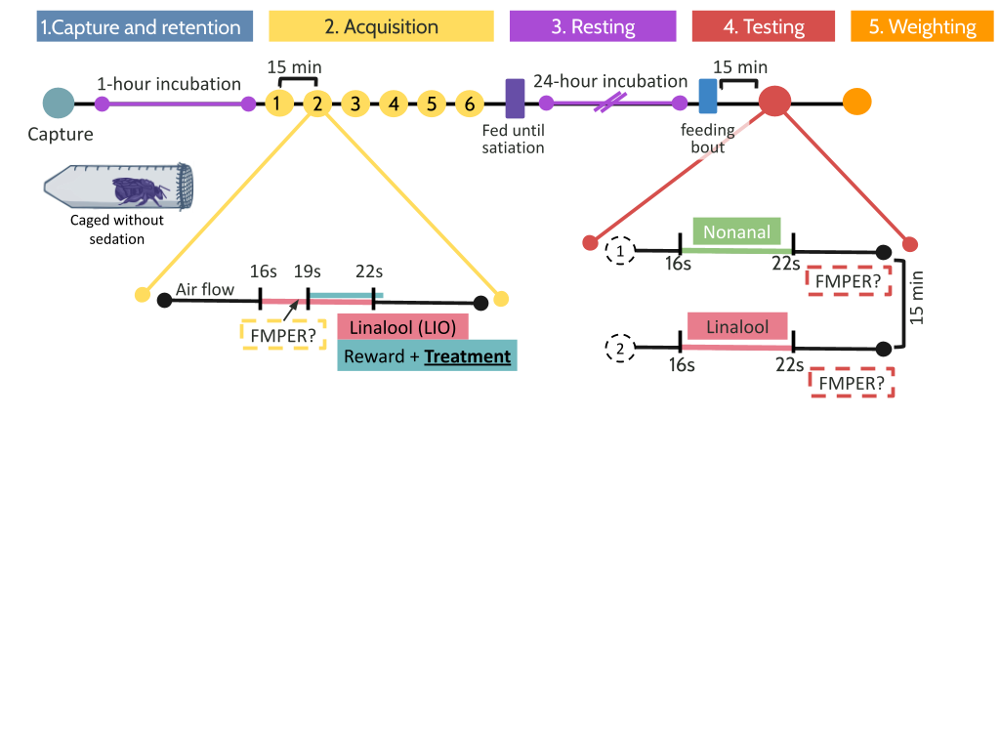 1.Capture and retention
2. Acquisition
3. Resting
4. Testing
5. Weighting
1-hour incubation
15 min
24-hour incubation
15 min
1
2
3
4
5
6
Capture
Fed until
satiation
feeding
bout
Caged without
sedation
16s
19s
22s
Air flow
FMPER?
Linalool (LIO)
Reward + Treatment
1
Nonanal
16s
22s
FMPER?
15 min
2
Linalool
16s
22s
FMPER?